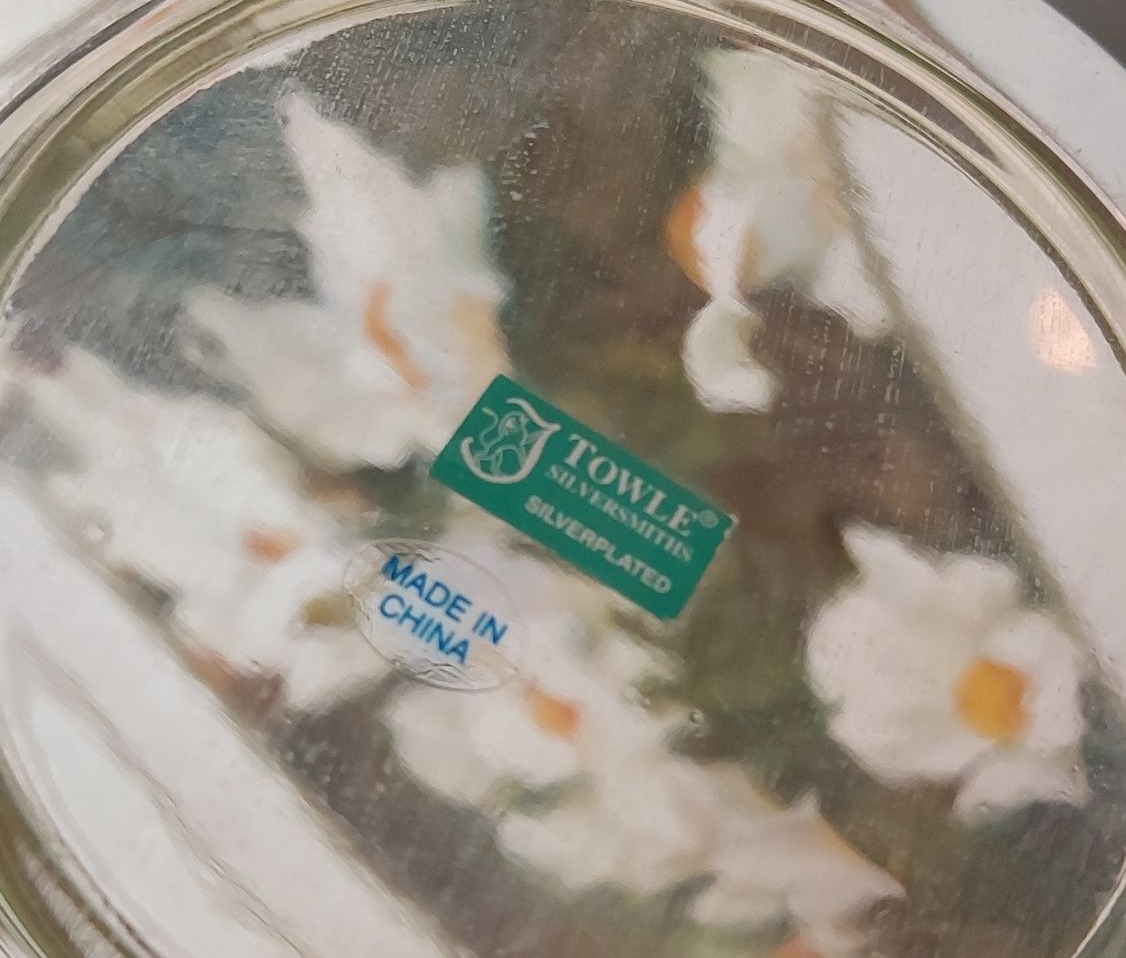 TOWLE®
SILVERSMITHS
SILVERPLATED
MADE IN
CHINA